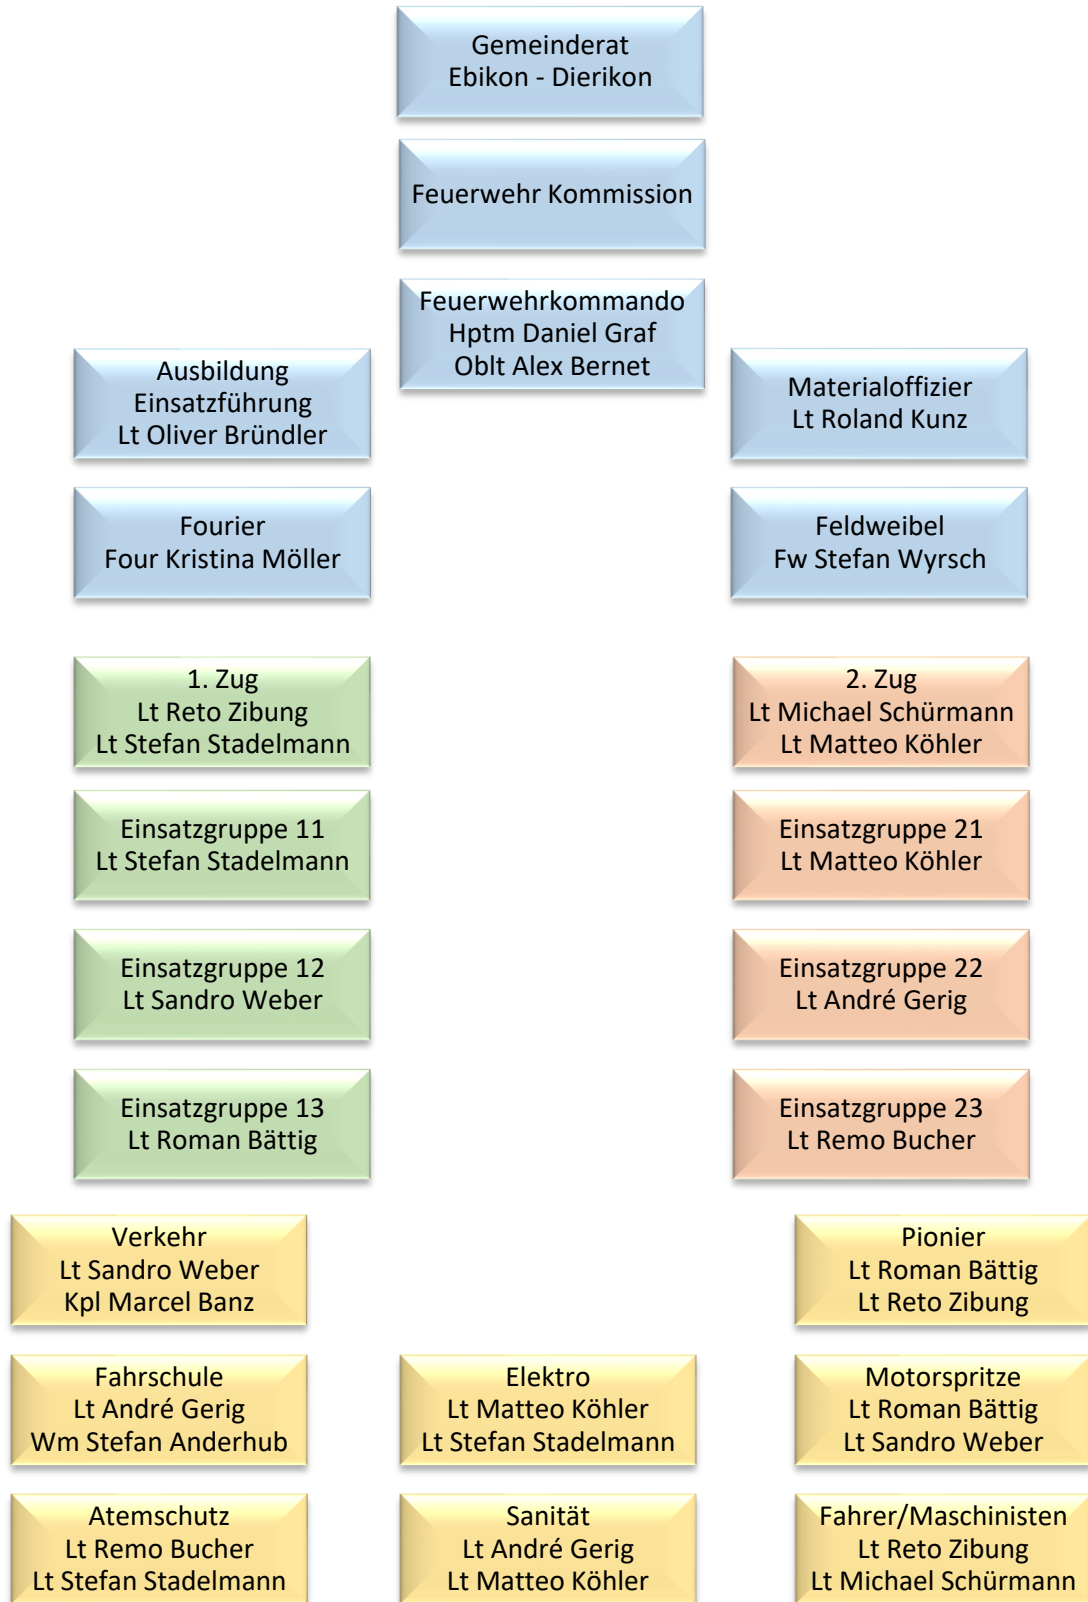 Gemeinderat
Ebikon - Dierikon
Feuerwehr Kommission
Feuerwehrkommando
Hptm Daniel Graf
Oblt Alex Bernet
Ausbildung
Einsatzführung
Lt Oliver Bründler
Materialoffizier
Lt Roland Kunz
Fourier
Four Kristina Möller
Feldweibel
Fw Stefan Wyrsch
1. Zug
Lt Reto Zibung
Lt Stefan Stadelmann
2. Zug
Lt Michael Schürmann
Lt Matteo Köhler
Einsatzgruppe 11
Lt Stefan Stadelmann
Einsatzgruppe 21
Lt Matteo Köhler
Einsatzgruppe 12
Lt Sandro Weber
Einsatzgruppe 22
Lt André Gerig
Einsatzgruppe 13
Lt Roman Bättig
Einsatzgruppe 23
Lt Remo Bucher
Verkehr
Lt Sandro Weber
Kpl Marcel Banz
Pionier
Lt Roman Bättig
Lt Reto Zibung
Fahrschule
Lt André Gerig
Wm Stefan Anderhub
Elektro
Lt Matteo Köhler
Lt Stefan Stadelmann
Motorspritze
Lt Roman Bättig
Lt Sandro Weber
Atemschutz
Lt Remo Bucher
Lt Stefan Stadelmann
Sanität
Lt André Gerig
Lt Matteo Köhler
Fahrer/Maschinisten
Lt Reto Zibung
Lt Michael Schürmann